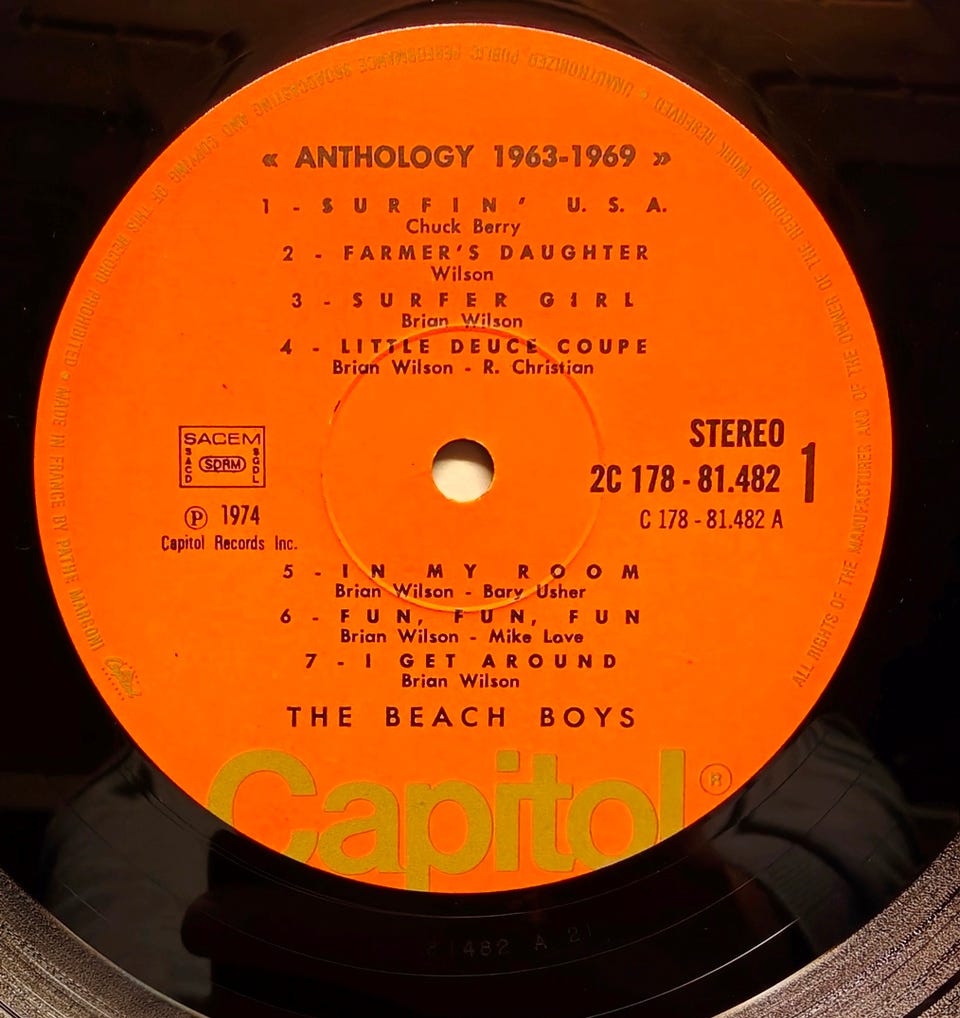 « ANTHOLOGY 1963-1969 »
1 - SURFIN' U. S. A.
Chuck Berry
2 - FARMER'S DAUGHTER
Wilson
3 - SURFER GIRL
Brian Wilson
4 - LITTLE DEUCE COUPE
Brian Wilson - R. Christian
SACEM
SACD
SDRM
SGDL
℗ 1974
Capitol Records Inc.
STEREO
2C 178 - 81.482
1
C 178 - 81.482 A
5 - IN MY ROOM
Brian Wilson - Bary Usher
6 - FUN, FUN, FUN
Brian Wilson - Mike Love
7 - I GET AROUND
Brian Wilson
THE BEACH BOYS
Capitol ®
ALL RIGHTS OF THE MANUFACTURER AND OF THE OWNER OF THE RECORDED WORK RESERVED • UNAUTHORIZED PUBLIC PERFORMANCE BROADCASTING AND COPYING OF THIS RECORD PROHIBITED • MADE IN FRANCE BY PATHE MARCONI
Capitol
81482 A 21